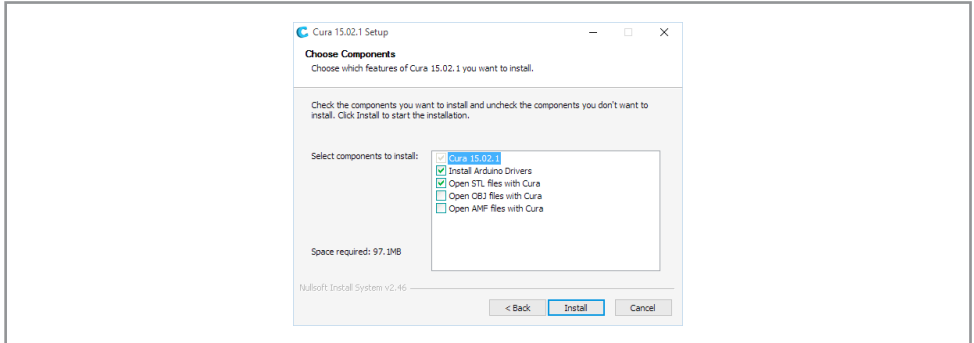 Cura 15.02.1 Setup
Choose Components
Choose which features of Cura 15.02.1 you want to install.
Check the components you want to install and uncheck the components you don't want to
install. Click Install to start the installation.
Select components to install:
Cura 15.02.1
Install Arduino Drivers
Open STL files with Cura
Open OBJ files with Cura
Open AMF files with Cura
Space required: 97.1MB
Nullsoft Install System v2.46
< Back Install Cancel